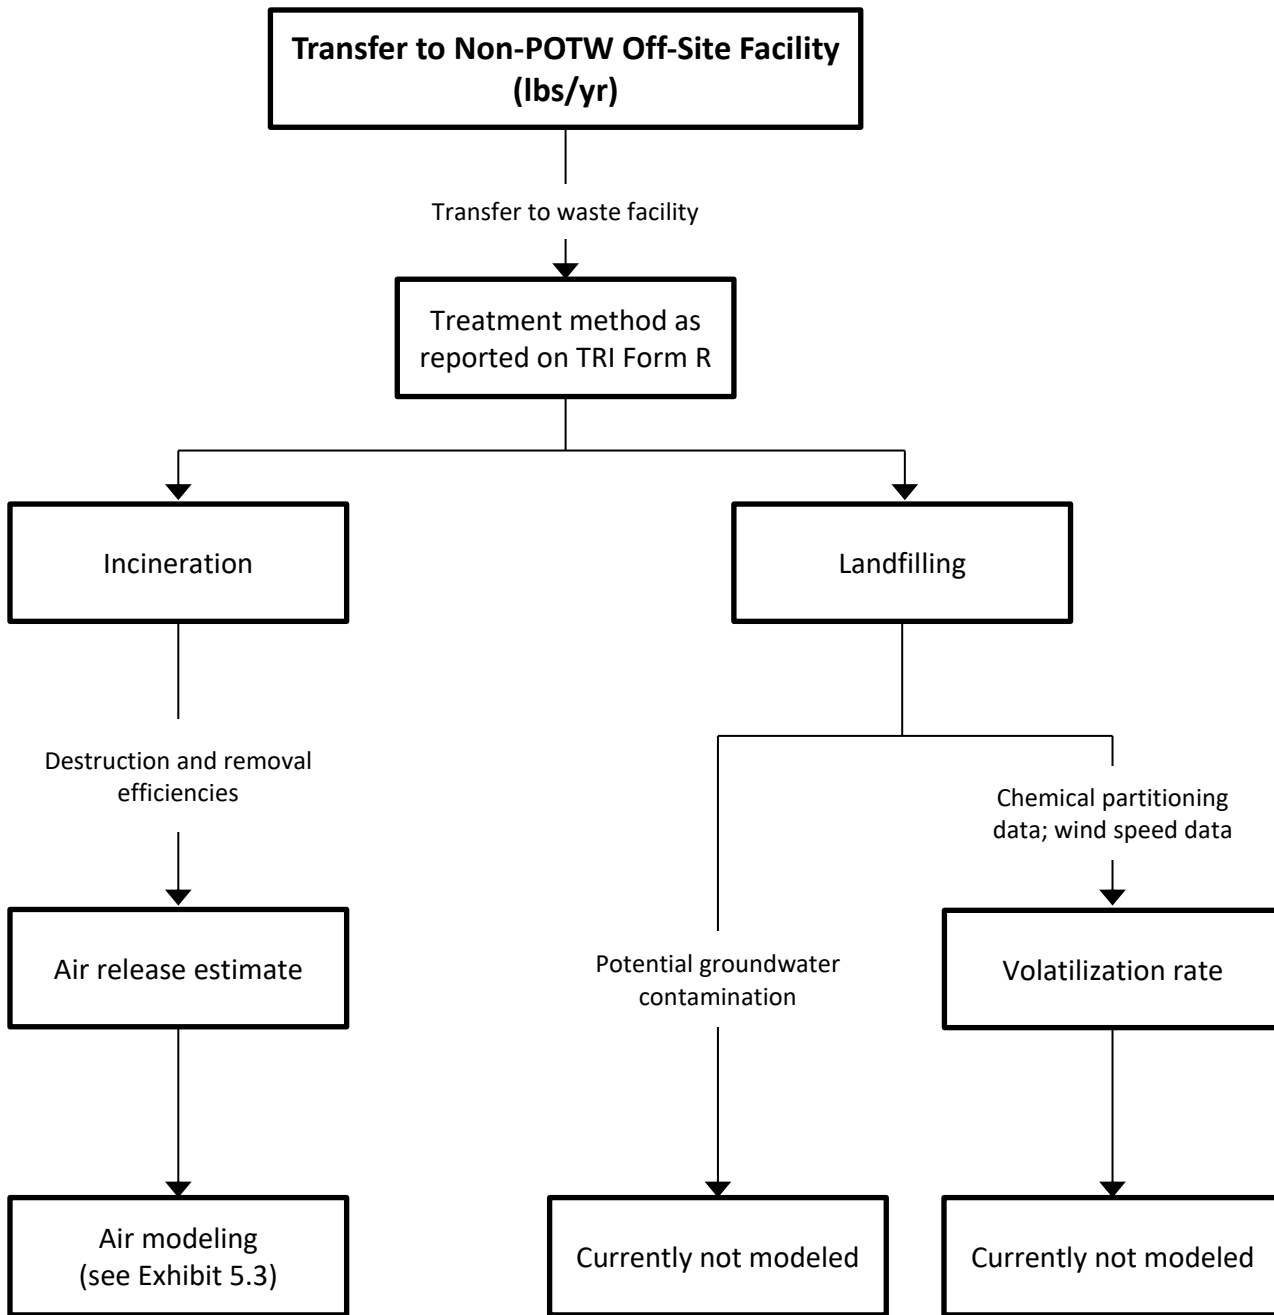 Transfer to Non-POTW Off-Site Facility
(lbs/yr)
Transfer to waste facility
Treatment method as
reported on TRI Form R
Incineration
Landfilling
Destruction and removal
efficiencies
Chemical partitioning
data; wind speed data
Air release estimate
Potential groundwater
contamination
Volatilization rate
Air modeling
(see Exhibit 5.3)
Currently not modeled
Currently not modeled